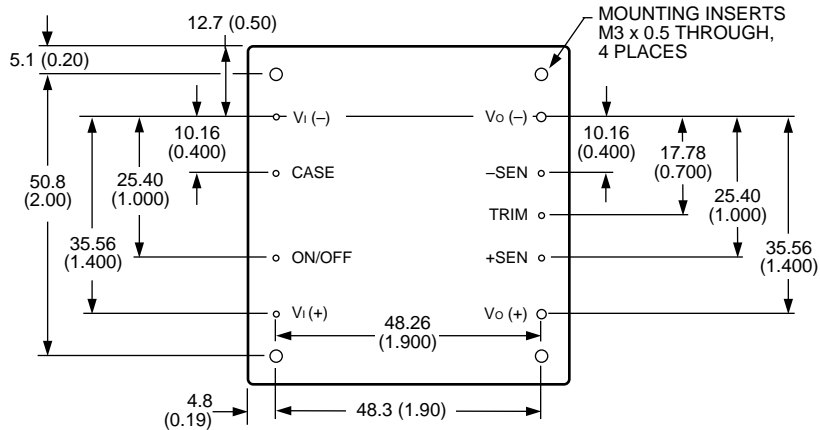 12.7 (0.50)
MOUNTING INSERTS
M3 x 0.5 THROUGH,
4 PLACES
5.1 (0.20)
VI (–)
VO (–)
10.16
(0.400)
10.16
(0.400)
17.78
(0.700)
CASE
–SEN
50.8
(2.00)
25.40
(1.000)
25.40
(1.000)
TRIM
35.56
(1.400)
ON/OFF
+SEN
35.56
(1.400)
VI (+)
VO (+)
48.26
(1.900)
4.8
(0.19)
48.3 (1.90)